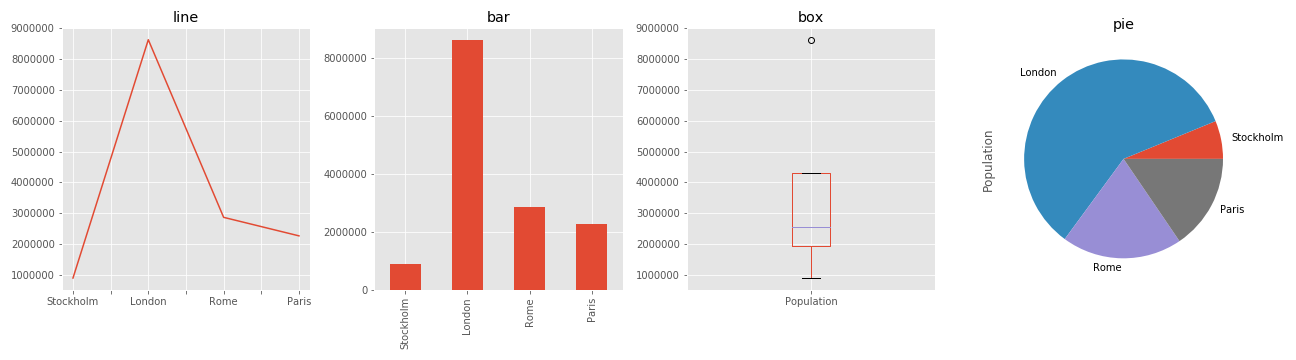 line
9000000
8000000
7000000
6000000
5000000
4000000
3000000
2000000
1000000
Stockholm London Rome Paris
bar
8000000
6000000
4000000
2000000
0
Stockholm
London
Rome
Paris
box
9000000
8000000
7000000
6000000
5000000
4000000
3000000
2000000
1000000
Population
pie
Population
London
Stockholm
Paris
Rome